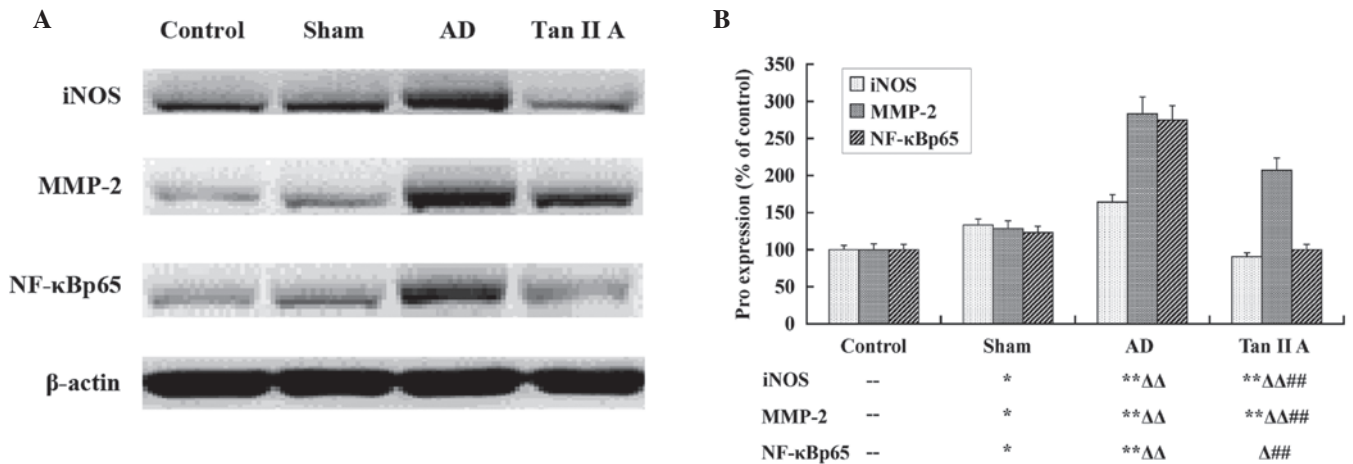 A
Control Sham AD Tan II A
iNOS
MMP-2
NF-κBp65
β-actin
B
Pro expression (% of control)
350
300
250
200
150
100
50
0
iNOS
MMP-2
NF-κBp65
Control Sham AD Tan II A
iNOS -- * **ΔΔ **ΔΔ##
MMP-2 -- * **ΔΔ **ΔΔ##
NF-κBp65 -- * **ΔΔ Δ##